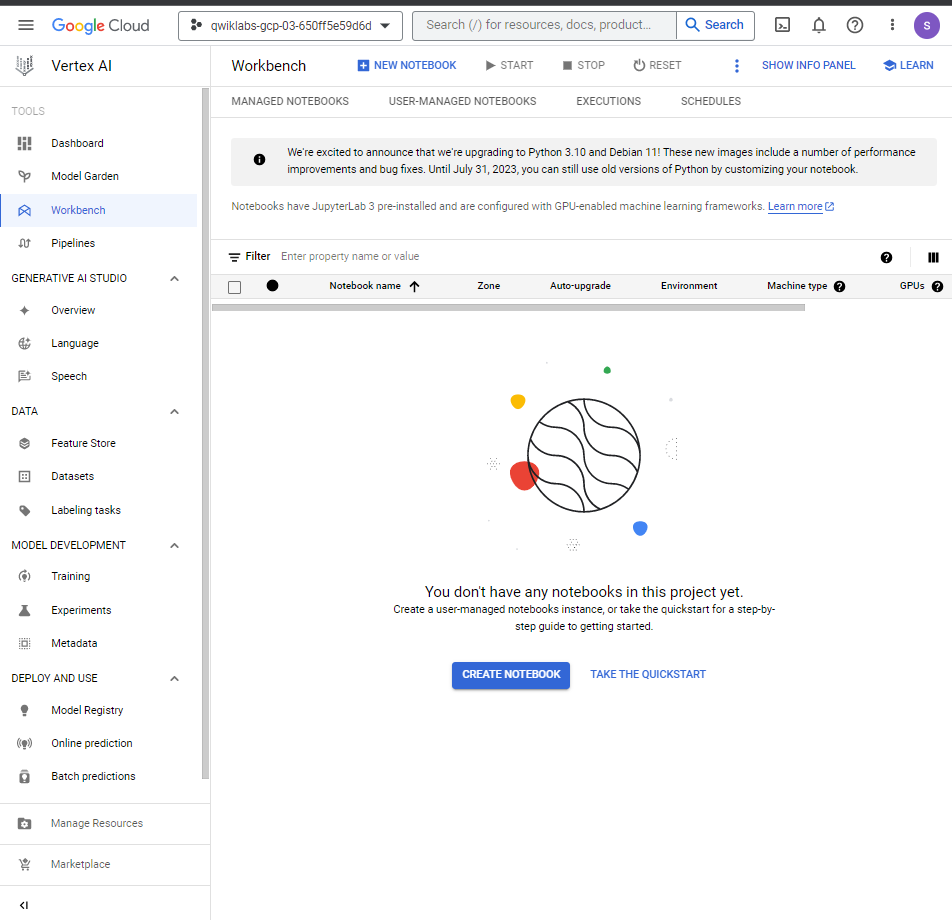 Google Cloud
qwiklabs-gcp-03-650ff5e59d6d
Search (/) for resources, docs, product...
Search
S
Vertex AI
TOOLS
Dashboard
Model Garden
Workbench
Pipelines
GENERATIVE AI STUDIO
Overview
Language
Speech
DATA
Feature Store
Datasets
Labeling tasks
MODEL DEVELOPMENT
Training
Experiments
Metadata
DEPLOY AND USE
Model Registry
Online prediction
Batch predictions
Manage Resources
Marketplace
Workbench
NEW NOTEBOOK
START
STOP
RESET
SHOW INFO PANEL
LEARN
MANAGED NOTEBOOKS
USER-MANAGED NOTEBOOKS
EXECUTIONS
SCHEDULES
We're excited to announce that we're upgrading to Python 3.10 and Debian 11! These new images include a number of performance
improvements and bug fixes. Until July 31, 2023, you can still use old versions of Python by customizing your notebook.
Notebooks have JupyterLab 3 pre-installed and are configured with GPU-enabled machine learning frameworks. Learn more
Filter Enter property name or value
Notebook name
Zone
Auto-upgrade
Environment
Machine type
GPUs
You don't have any notebooks in this project yet.
Create a user-managed notebooks instance, or take the quickstart for a step-by-
step guide to getting started.
CREATE NOTEBOOK
TAKE THE QUICKSTART